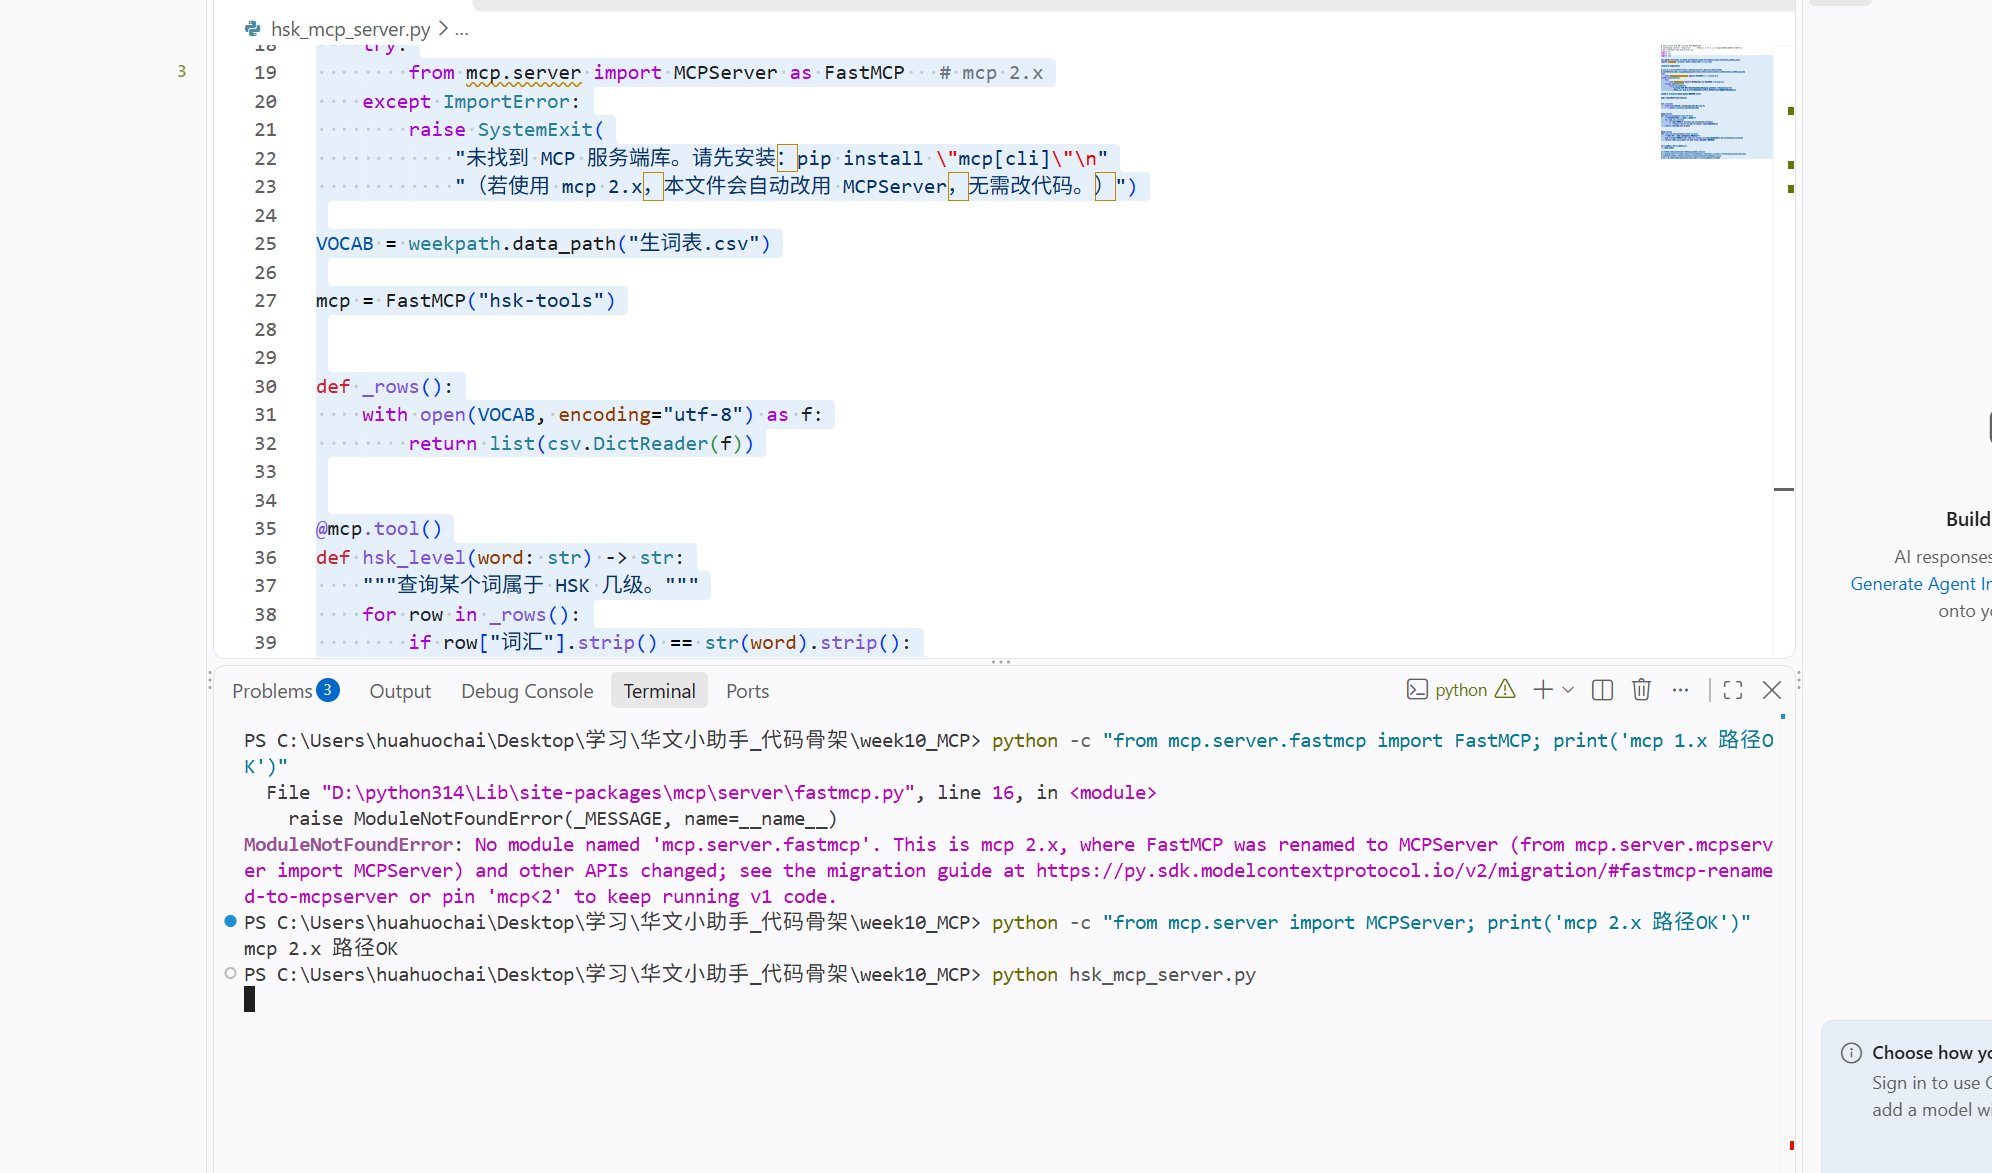 hsk_mcp_server.py > ...
3
18 try:
19 from mcp.server import MCPServer as FastMCP # mcp 2.x
20 except ImportError:
21 raise SystemExit(
22 "未找到 MCP 服务端库。请先安装：pip install \"mcp[cli]\"\n"
23 "（若使用 mcp 2.x，本文件会自动改用 MCPServer，无需改代码。）")
24
25 VOCAB = weekpath.data_path("生词表.csv")
26
27 mcp = FastMCP("hsk-tools")
28
29
30 def _rows():
31 with open(VOCAB, encoding="utf-8") as f:
32 return list(csv.DictReader(f))
33
34
35 @mcp.tool()
36 def hsk_level(word: str) -> str:
37 """查询某个词属于 HSK 几级。"""
38 for row in _rows():
39 if row["词汇"].strip() == str(word).strip():
Build
AI responses
Generate Agent In
onto yo
Problems 3 Output Debug Console Terminal Ports
python
PS C:\Users\huahuochai\Desktop\学习\华文小助手_代码骨架\week10_MCP> python -c "from mcp.server.fastmcp import FastMCP; print('mcp 1.x 路径O
K')"
File "D:\python314\Lib\site-packages\mcp\server\fastmcp.py", line 16, in <module>
raise ModuleNotFoundError(_MESSAGE, name=__name__)
ModuleNotFoundError: No module named 'mcp.server.fastmcp'. This is mcp 2.x, where FastMCP was renamed to MCPServer (from mcp.server.mcpserv
er import MCPServer) and other APIs changed; see the migration guide at https://py.sdk.modelcontextprotocol.io/v2/migration/#fastmcp-rename
d-to-mcpserver or pin 'mcp<2' to keep running v1 code.
PS C:\Users\huahuochai\Desktop\学习\华文小助手_代码骨架\week10_MCP> python -c "from mcp.server import MCPServer; print('mcp 2.x 路径OK')"
mcp 2.x 路径OK
PS C:\Users\huahuochai\Desktop\学习\华文小助手_代码骨架\week10_MCP> python hsk_mcp_server.py
Choose how yo
Sign in to use
add a model wi